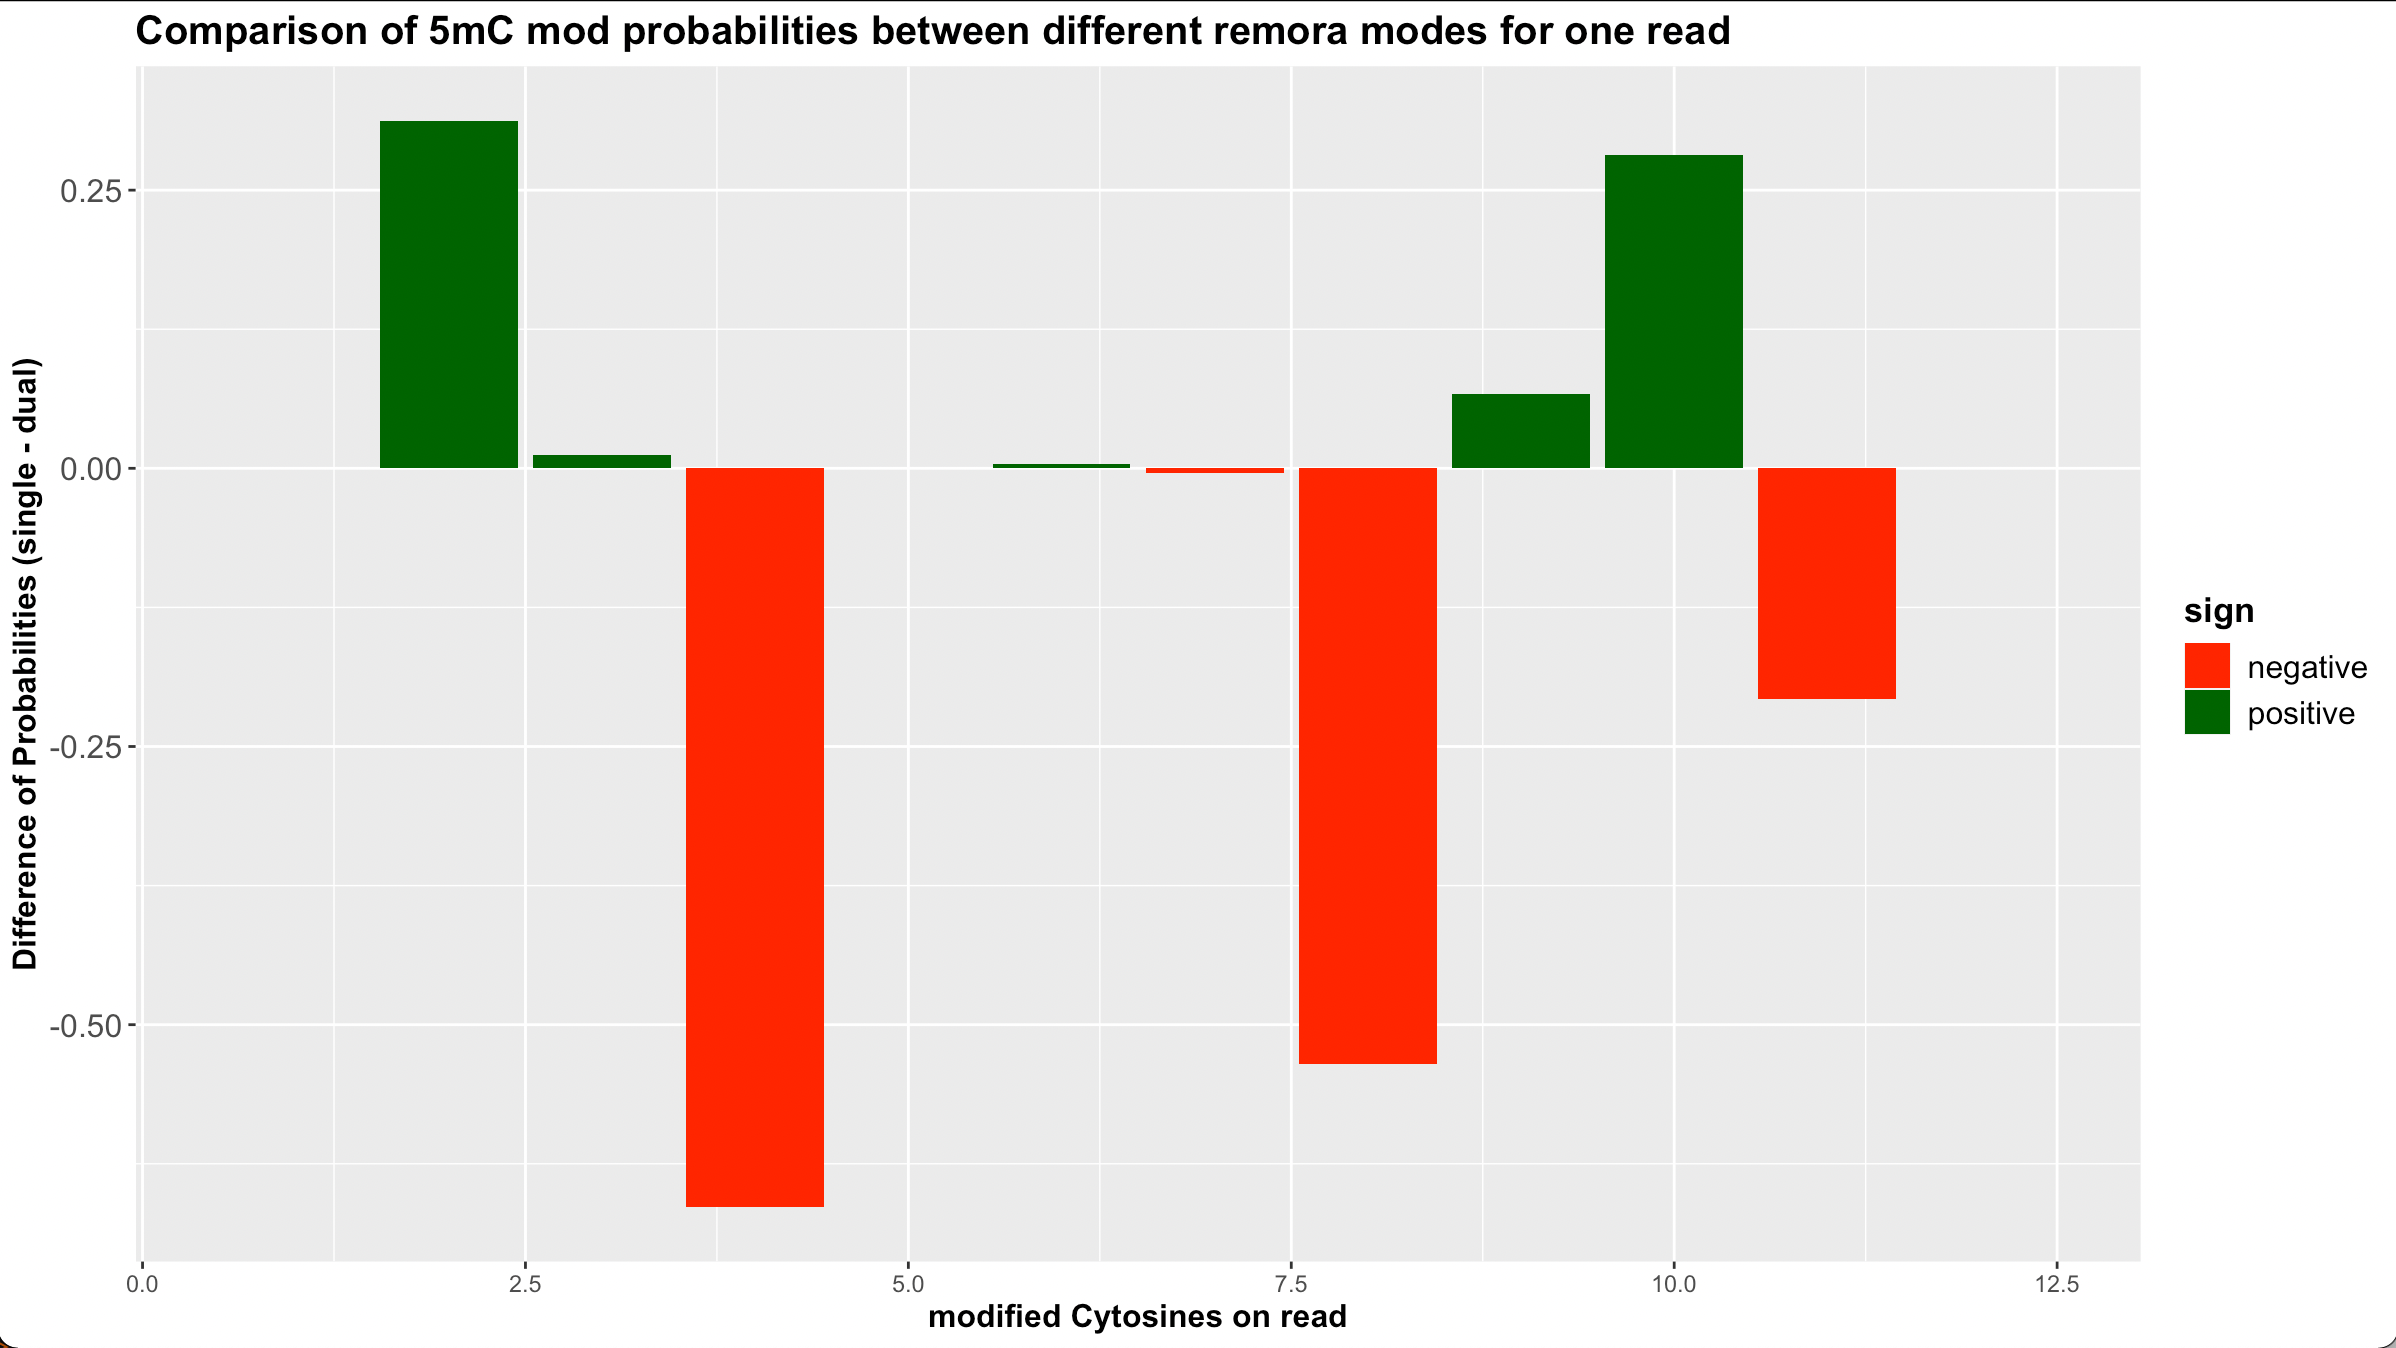 Comparison of 5mC mod probabilities between different remora modes for one read
Difference of Probabilities (single - dual)
0.25
0.00
-0.25
-0.50
0.0 2.5 5.0 7.5 10.0 12.5
modified Cytosines on read
sign
negative
positive